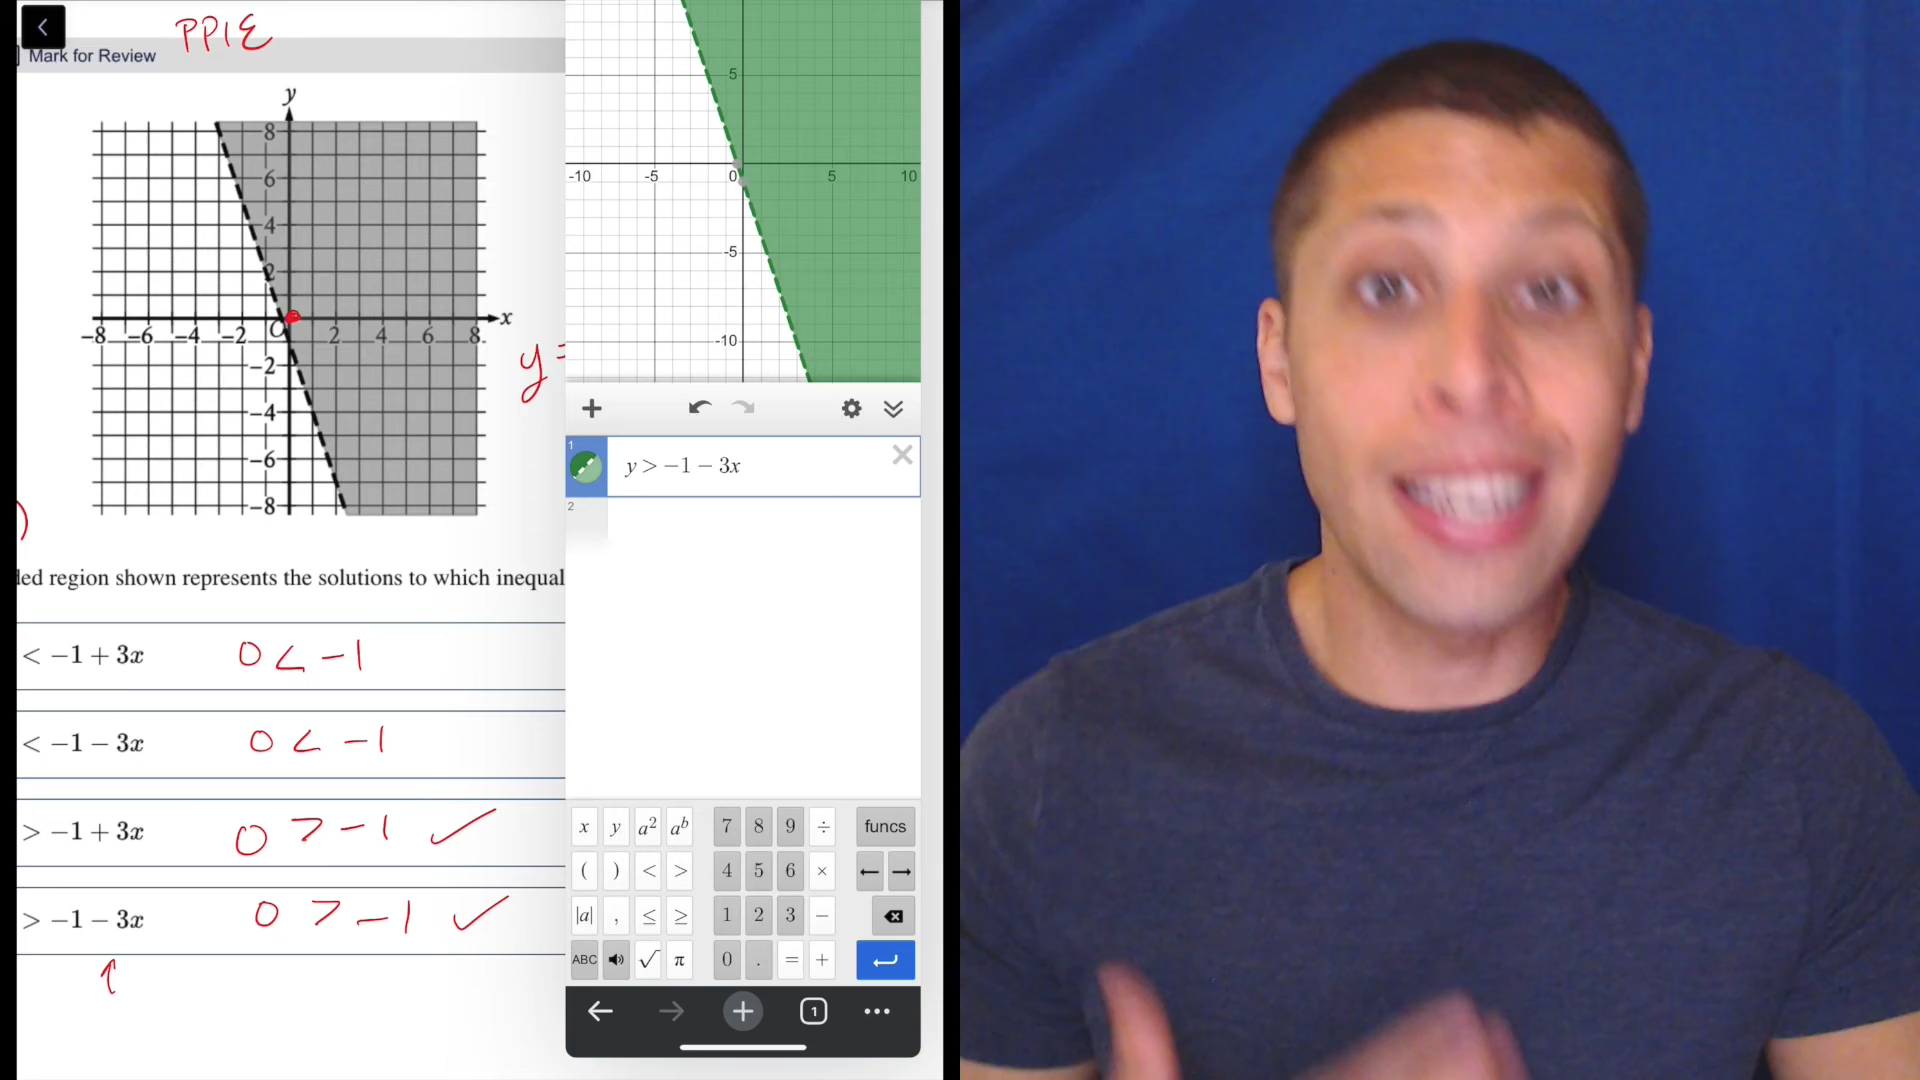 PPIE
Mark for Review
y
8
6
4
2
-8 -6 -4 -2 O 2 4 6 8 x
-2
-4
-6
-8
y =
)
ded region shown represents the solutions to which inequal
< −1 + 3x 0 < -1
< −1 − 3x 0 < -1
> −1 + 3x 0 > -1 ✓
> −1 − 3x 0 > -1 ✓
↑
5
-10 -5 0 5 10
-5
-10
+
1
y > −1 − 3x
2
x y a² aᵇ 7 8 9 ÷ funcs
( ) < > 4 5 6 × ← →
|a| , ≤ ≥ 1 2 3 −
ABC √ π 0 . = +
← → + 1 •••